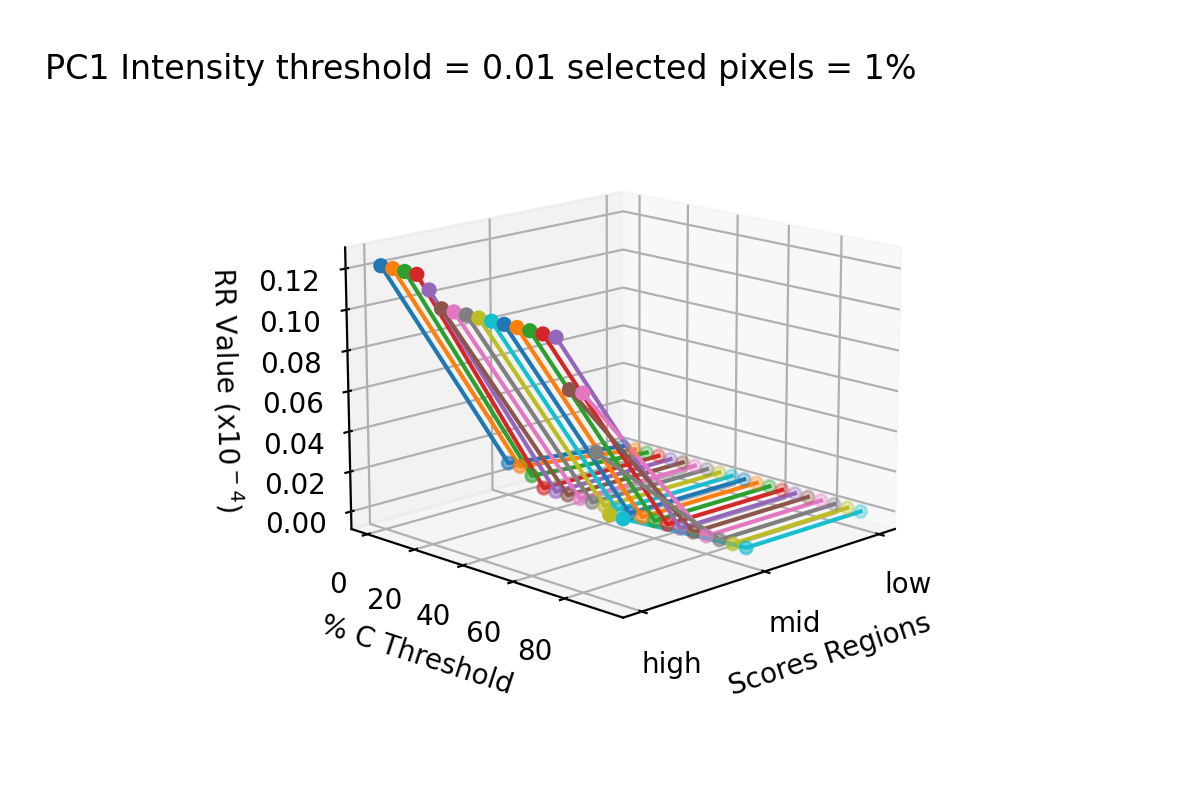 PC1 Intensity threshold = 0.01 selected pixels = 1%
RR Value (x10⁻⁴)
0.12
0.10
0.08
0.06
0.04
0.02
0.00
0
20
40
60
80
% C Threshold
high
mid
low
Scores Regions